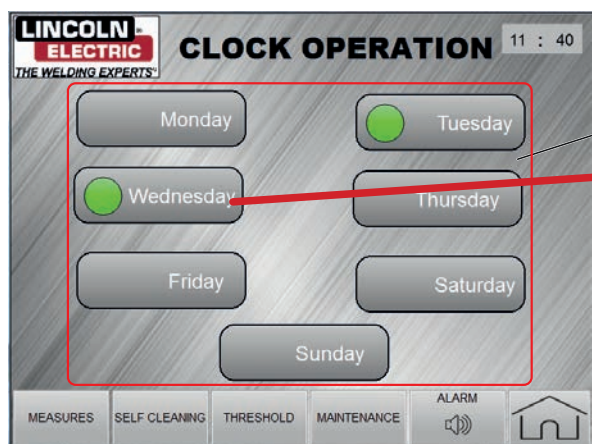 LINCOLN®
ELECTRIC
THE WELDING EXPERTS®
CLOCK OPERATION
11 : 40
Monday
Tuesday
Wednesday
Thursday
Friday
Saturday
Sunday
MEASURES
SELF CLEANING
THRESHOLD
MAINTENANCE
ALARM